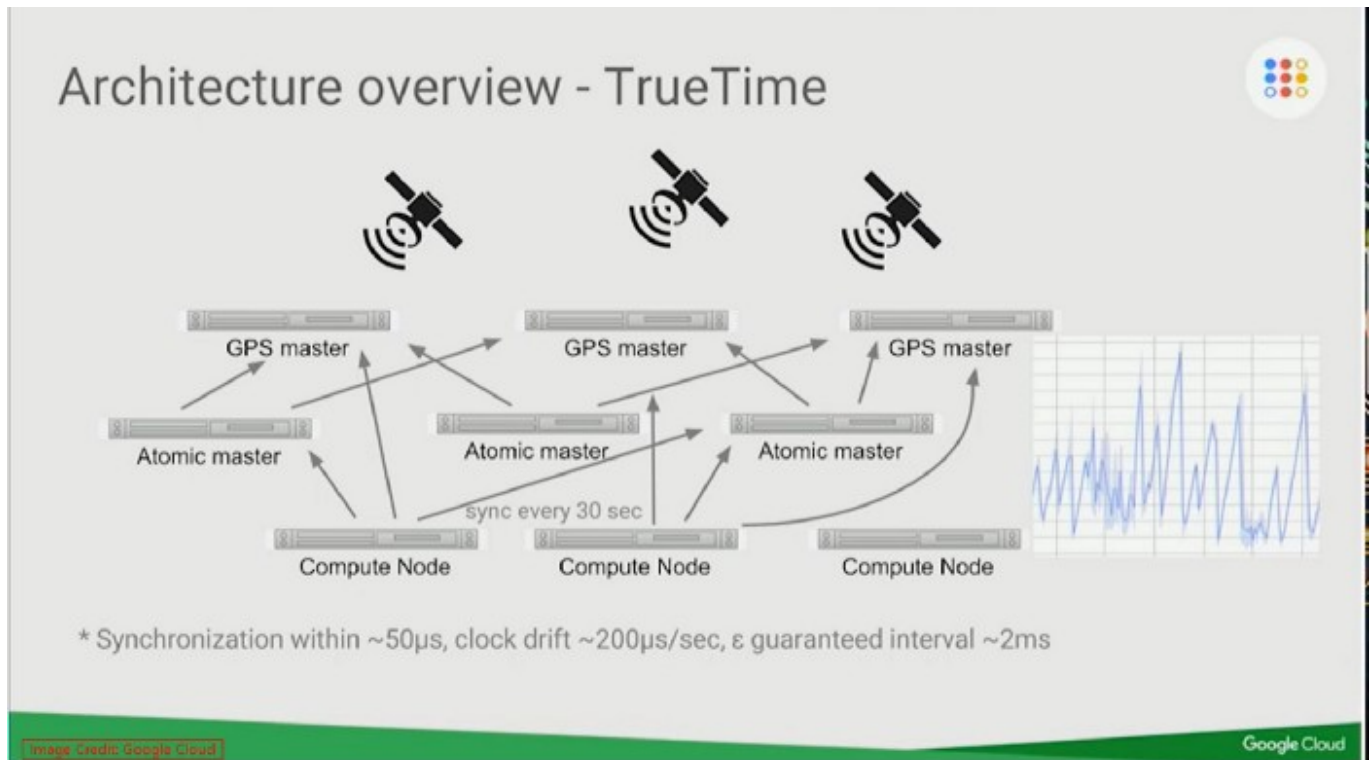 Architecture overview - TrueTime
GPS master
GPS master
GPS master
Atomic master
Atomic master
Atomic master
sync every 30 sec
Compute Node
Compute Node
Compute Node
* Synchronization within ~50μs, clock drift ~200μs/sec, ε guaranteed interval ~2ms
Image Credit: Google Cloud
Google Cloud